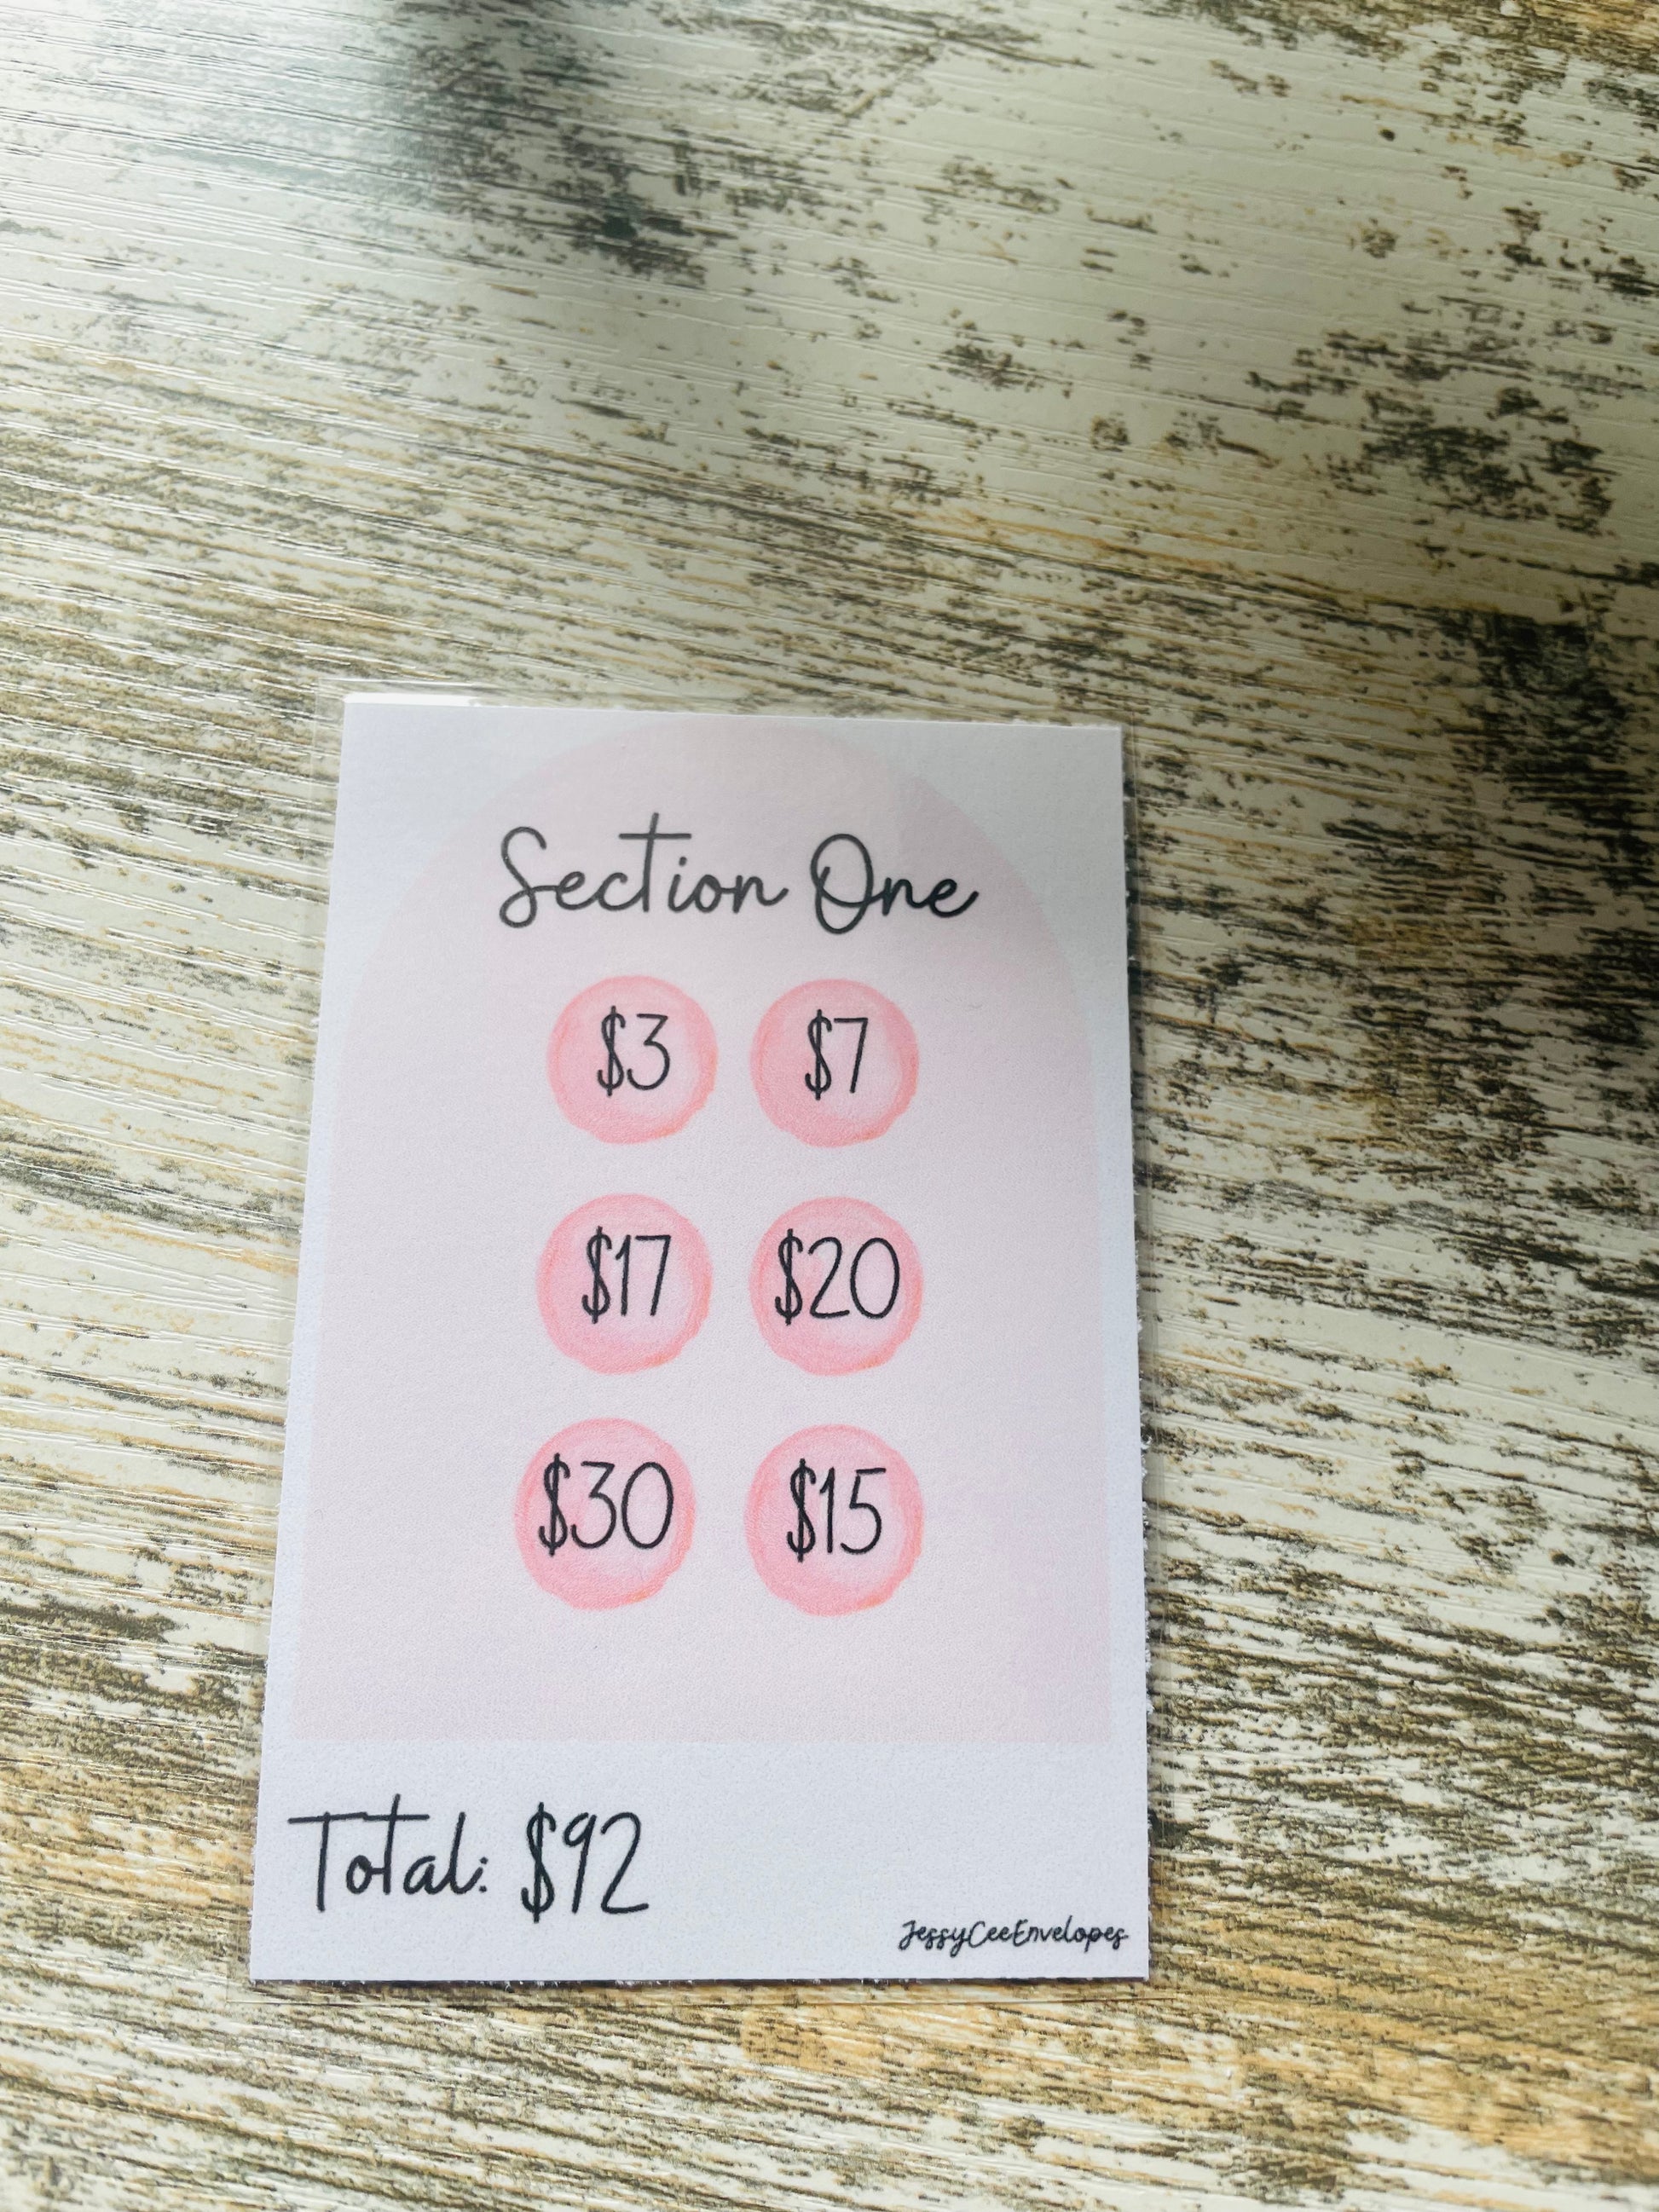 Section One
$3 $7
$17 $20
$30 $15
Total: $92
JessyCeeEnvelopes